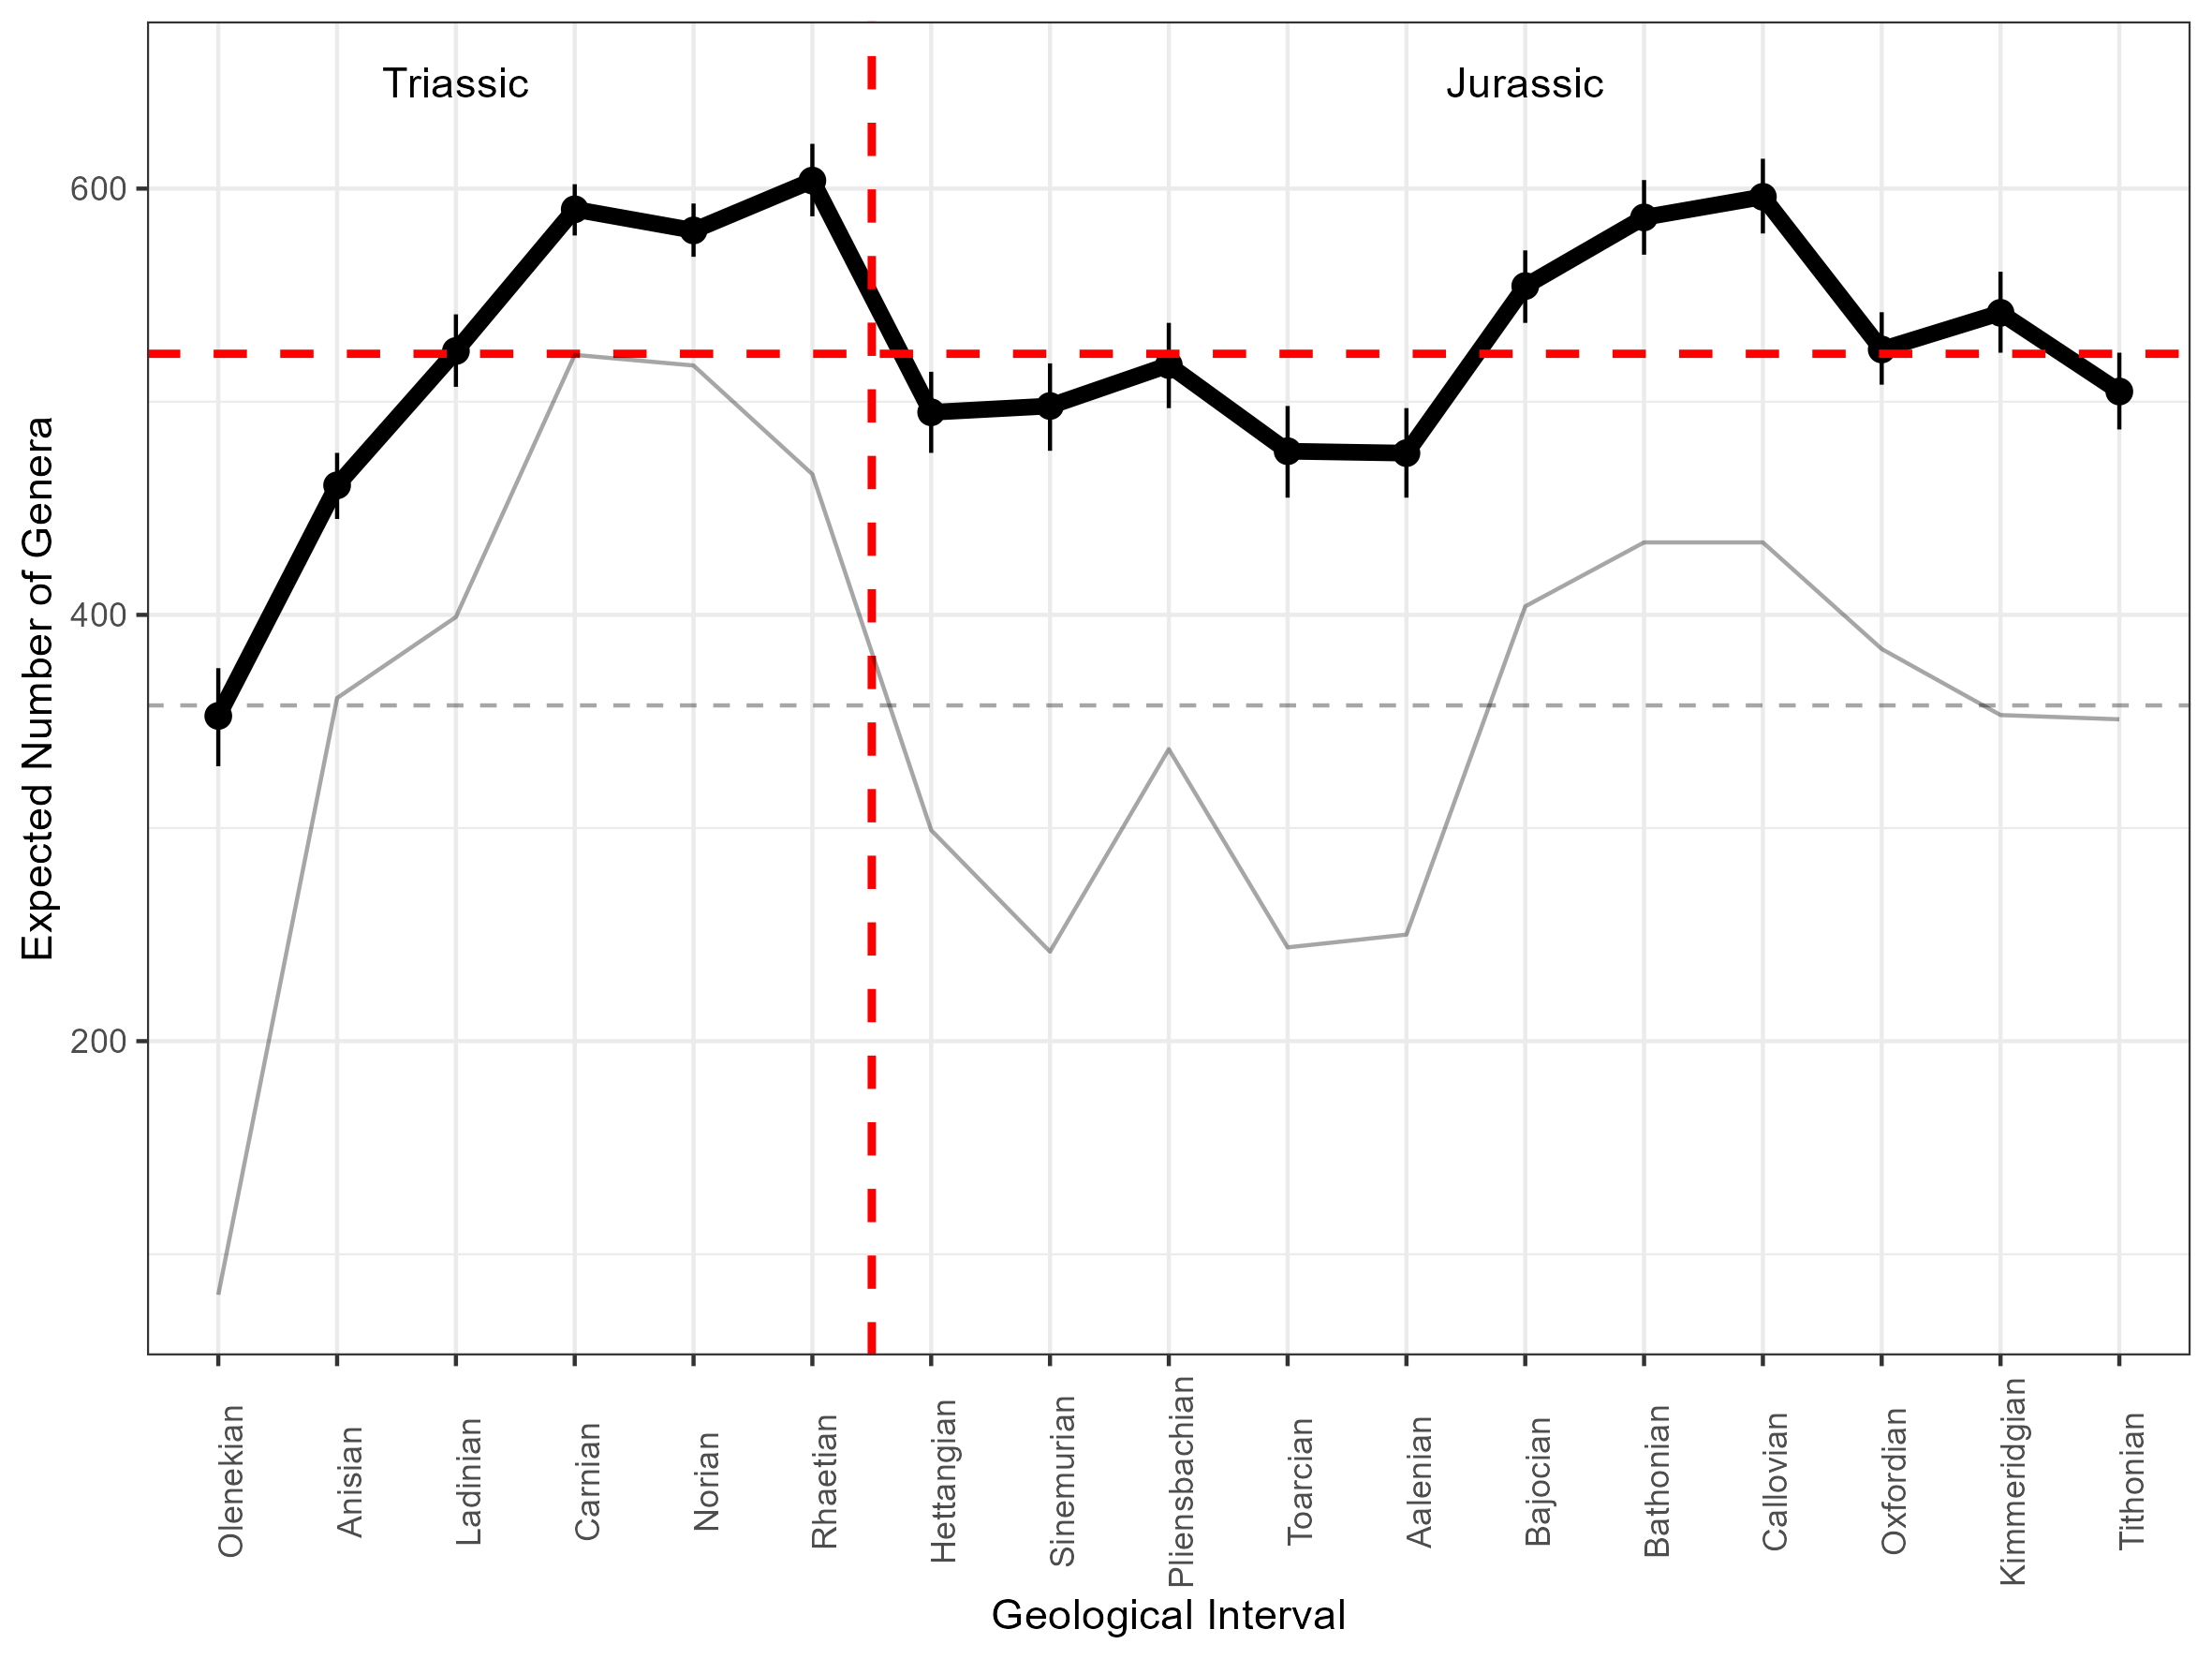 Triassic
Jurassic
Expected Number of Genera
600
400
200
Olenekian
Anisian
Ladinian
Carnian
Norian
Rhaetian
Hettangian
Sinemurian
Pliensbachian
Toarcian
Aalenian
Bajocian
Bathonian
Callovian
Oxfordian
Kimmeridgian
Tithonian
Geological Interval